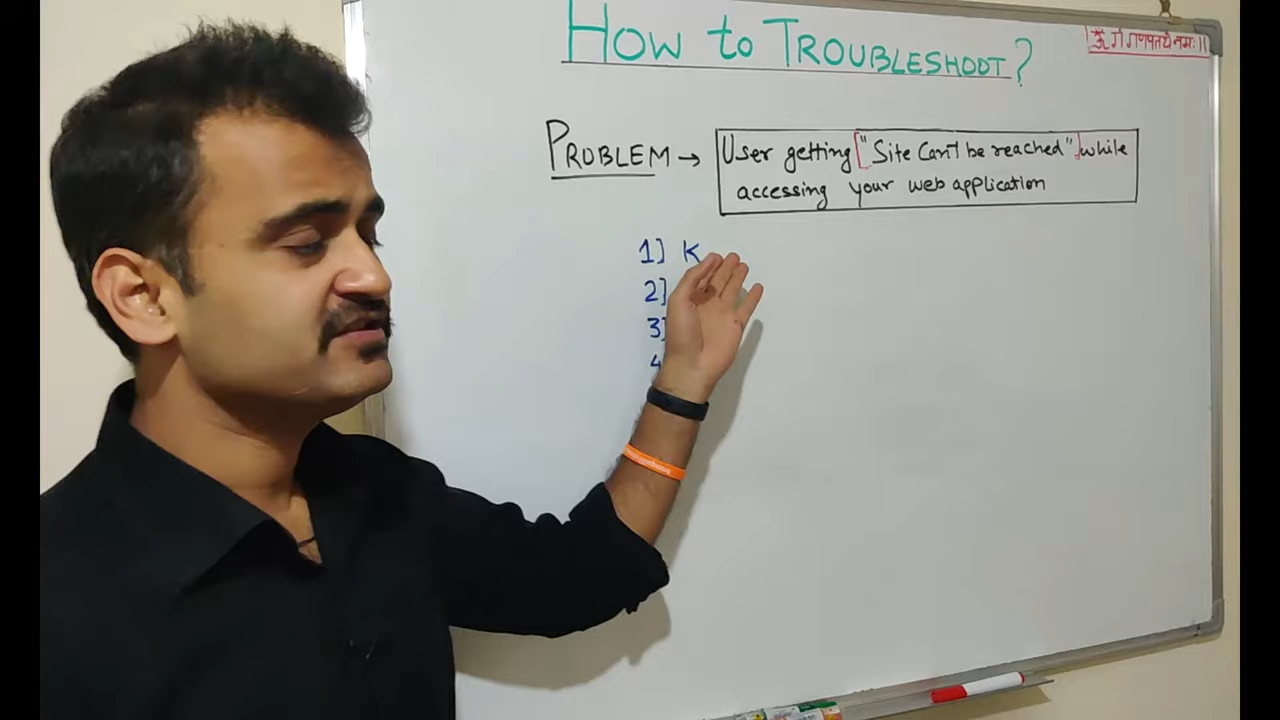 How to TROUBLESHOOT?
ॐ गं गणपतये नमः ॥
PROBLEM → User getting ["Site Can't be reached"] while
accessing your web application
1] K
2]
3]
4